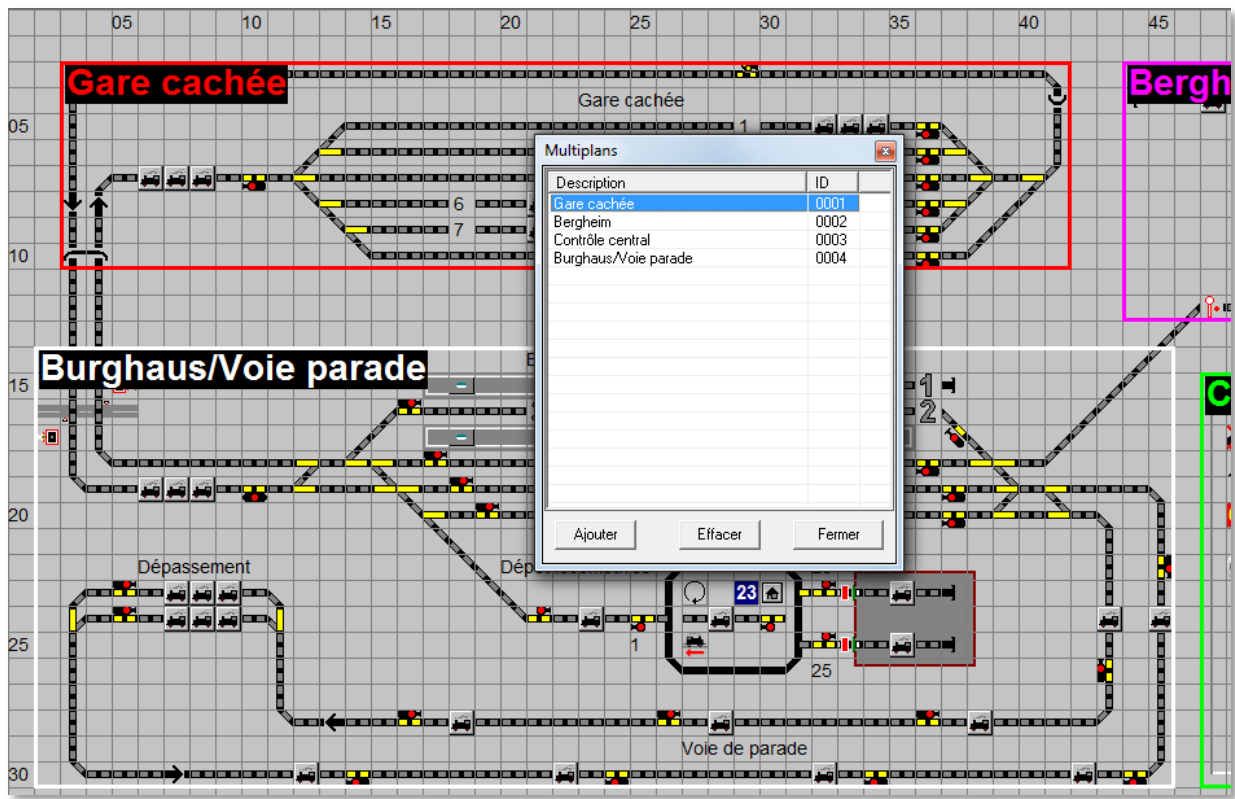 05 10 15 20 25 30 35 40 45
Gare cachée
Bergh
Gare cachée
05
1
Multiplans
Description ID
Gare cachée 0001
Bergheim 0002
Contrôle central 0003
Burghaus/Voie parade 0004
6
7
10
Burghaus/Voie parade
15
1
2
C
20
Ajouter Effacer Fermer
Dépassement
23
25
1
25
Voie de parade
30